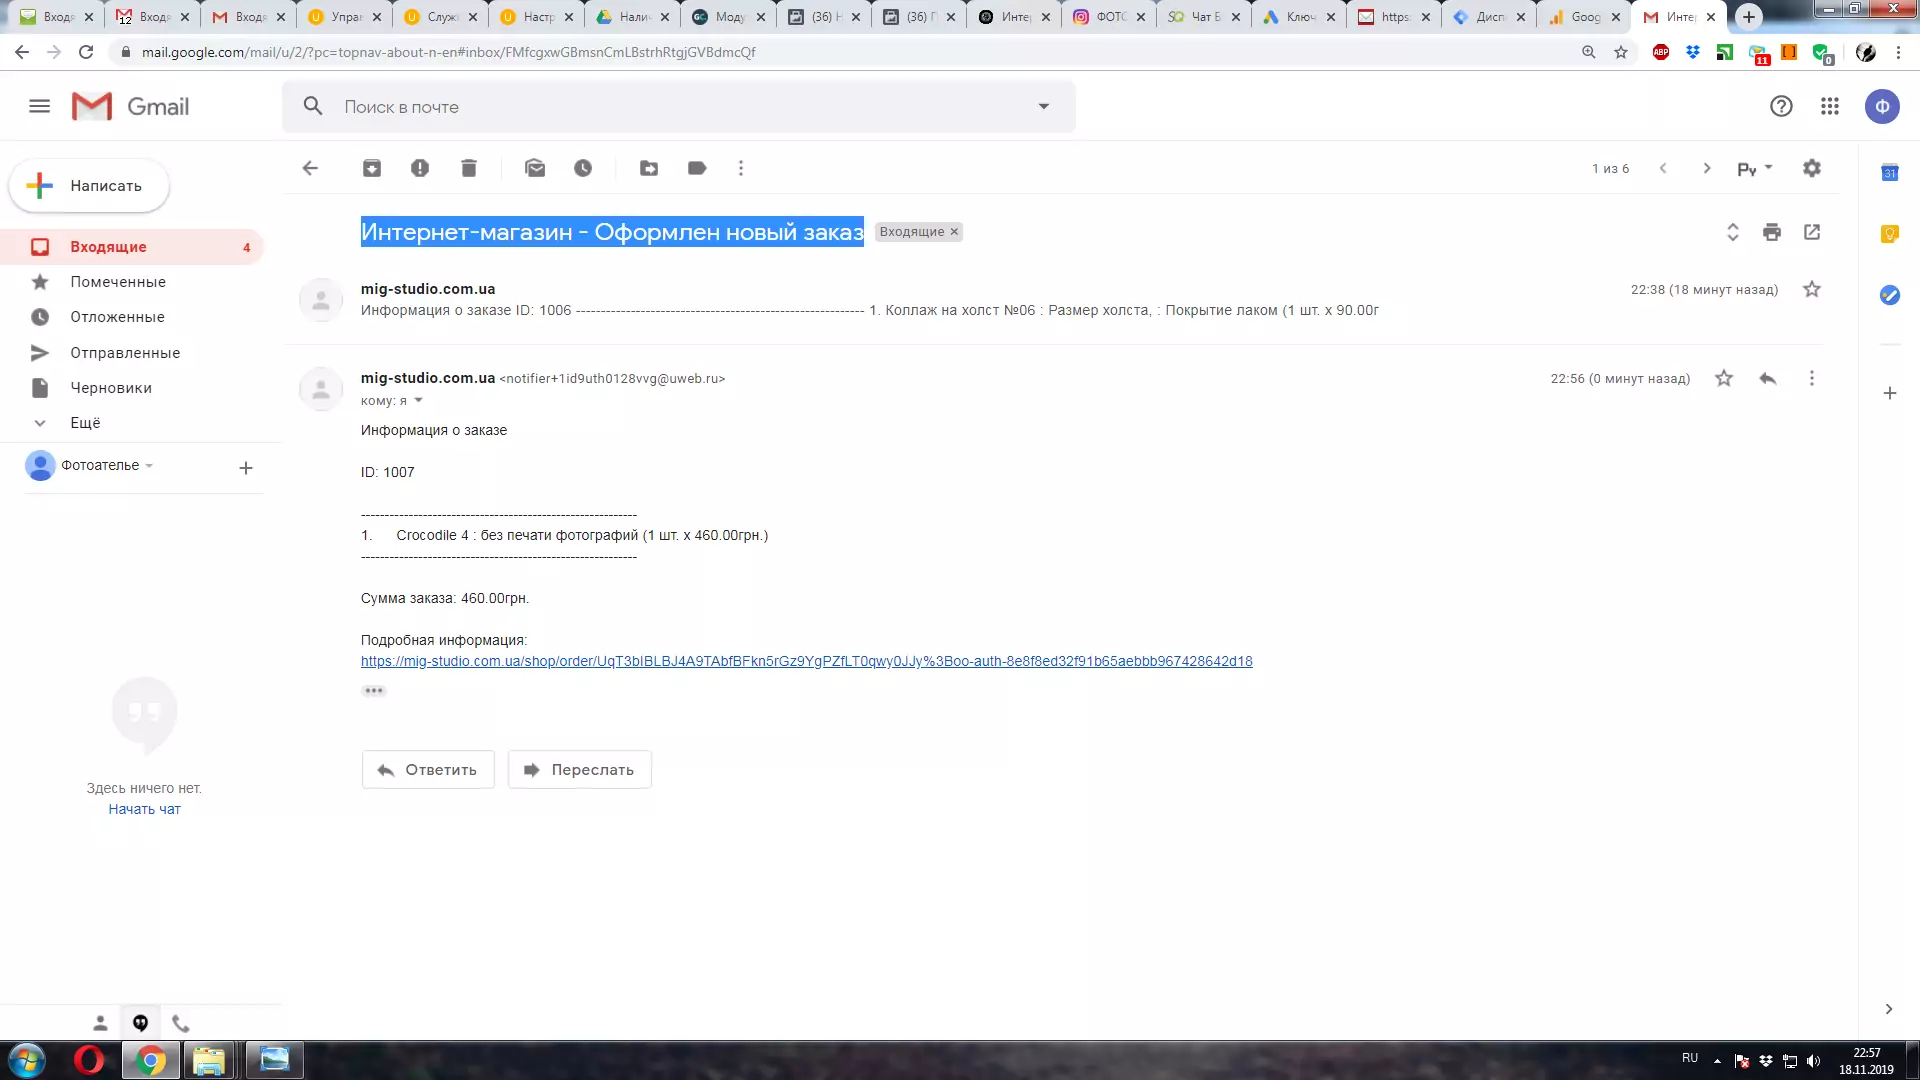 Входя
12
Входя
Входя
Управ
Служ
Настр
Налич
Моду
(36) Н
(36) Г
Интер
ФОТО
Чат Б
Ключ
https:
Дисп
Goog
Интер
mail.google.com/mail/u/2/?pc=topnav-about-n-en#inbox/FMfcgxwGBmsnCmLBstrhRtgjGVBdmcQf
ABP
11
0
Gmail
Поиск в почте
Ф
Написать
1 из 6
Ру
31
Интернет-магазин - Оформлен новый заказ
Входящие ×
Входящие 4
Помеченные
Отложенные
Отправленные
Черновики
Ещё
Фотоателье
mig-studio.com.ua
22:38 (18 минут назад)
Информация о заказе ID: 1006 ---------------------------------------------------------- 1. Коллаж на холст №06 : Размер холста, : Покрытие лаком (1 шт. x 90.00г
mig-studio.com.ua <notifier+1id9uth0128vvg@uweb.ru>
22:56 (0 минут назад)
кому: я
Информация о заказе
ID: 1007
----------------------------------------------------------
1. Crocodile 4 : без печати фотографий (1 шт. x 460.00грн.)
----------------------------------------------------------
Сумма заказа: 460.00грн.
Подробная информация:
https://mig-studio.com.ua/shop/order/UqT3bIBLBJ4A9TAbfBFkn5rGz9YgPZfLT0qwy0JJy%3Boo-auth-8e8f8ed32f91b65aebbb967428642d18
Ответить
Переслать
Здесь ничего нет.
Начать чат
RU
22:57
18.11.2019